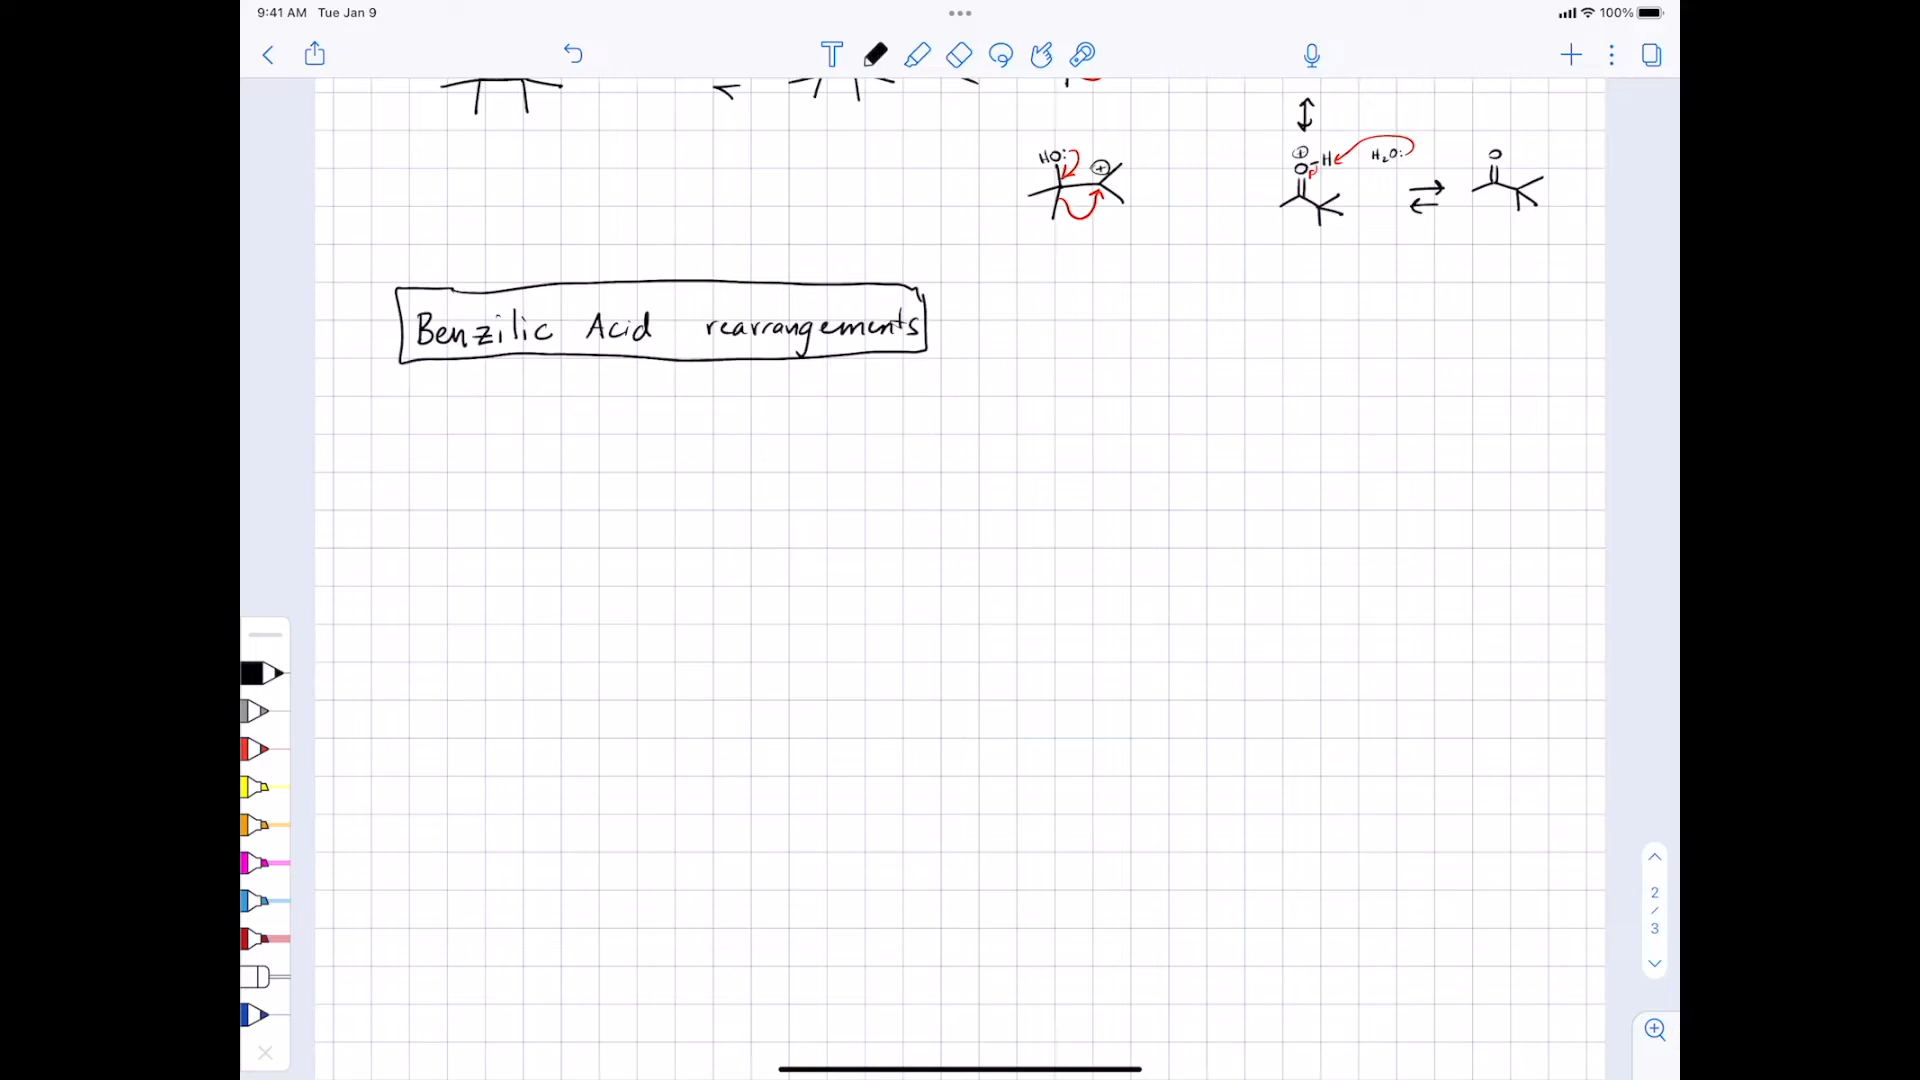 9:41 AM Tue Jan 9
100%
HO: ⊕
⊕
O-H H₂O:
O
Benzilic Acid rearrangements
2
/
3